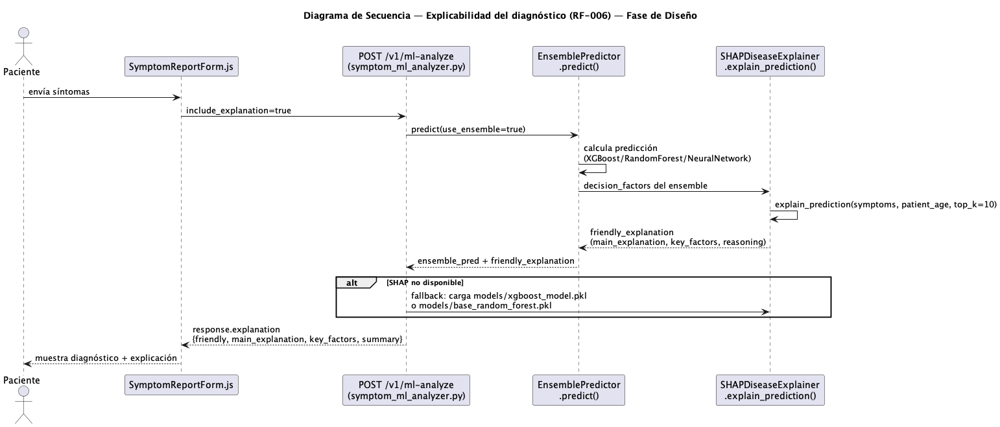 Diagrama de Secuencia — Explicabilidad del diagnóstico (RF-006) — Fase de Diseño
Paciente
SymptomReportForm.js
POST /v1/ml-analyze
(symptom_ml_analyzer.py)
EnsemblePredictor
.predict()
SHAPDiseaseExplainer
.explain_prediction()
envía síntomas
include_explanation=true
predict(use_ensemble=true)
calcula predicción
(XGBoost/RandomForest/NeuralNetwork)
decision_factors del ensemble
explain_prediction(symptoms, patient_age, top_k=10)
friendly_explanation
(main_explanation, key_factors, reasoning)
ensemble_pred + friendly_explanation
alt
[SHAP no disponible]
fallback: carga models/xgboost_model.pkl
o models/base_random_forest.pkl
response.explanation
{friendly, main_explanation, key_factors, summary}
muestra diagnóstico + explicación
Paciente
SymptomReportForm.js
POST /v1/ml-analyze
(symptom_ml_analyzer.py)
EnsemblePredictor
.predict()
SHAPDiseaseExplainer
.explain_prediction()